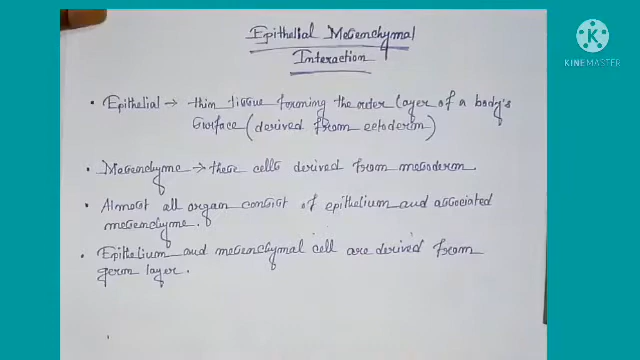 Epithelial Mesenchymal
Interaction
KINEMASTER
• Epithelial → thin tissue forming the outer layer of a body's
surface (derived from ectoderm)
• Mesenchyme → these cells derived from mesoderm.
• Almost all organ consist of epithelium and associated
mesenchyme.
• Epithelium and mesenchymal cell are derived from
germ layer.